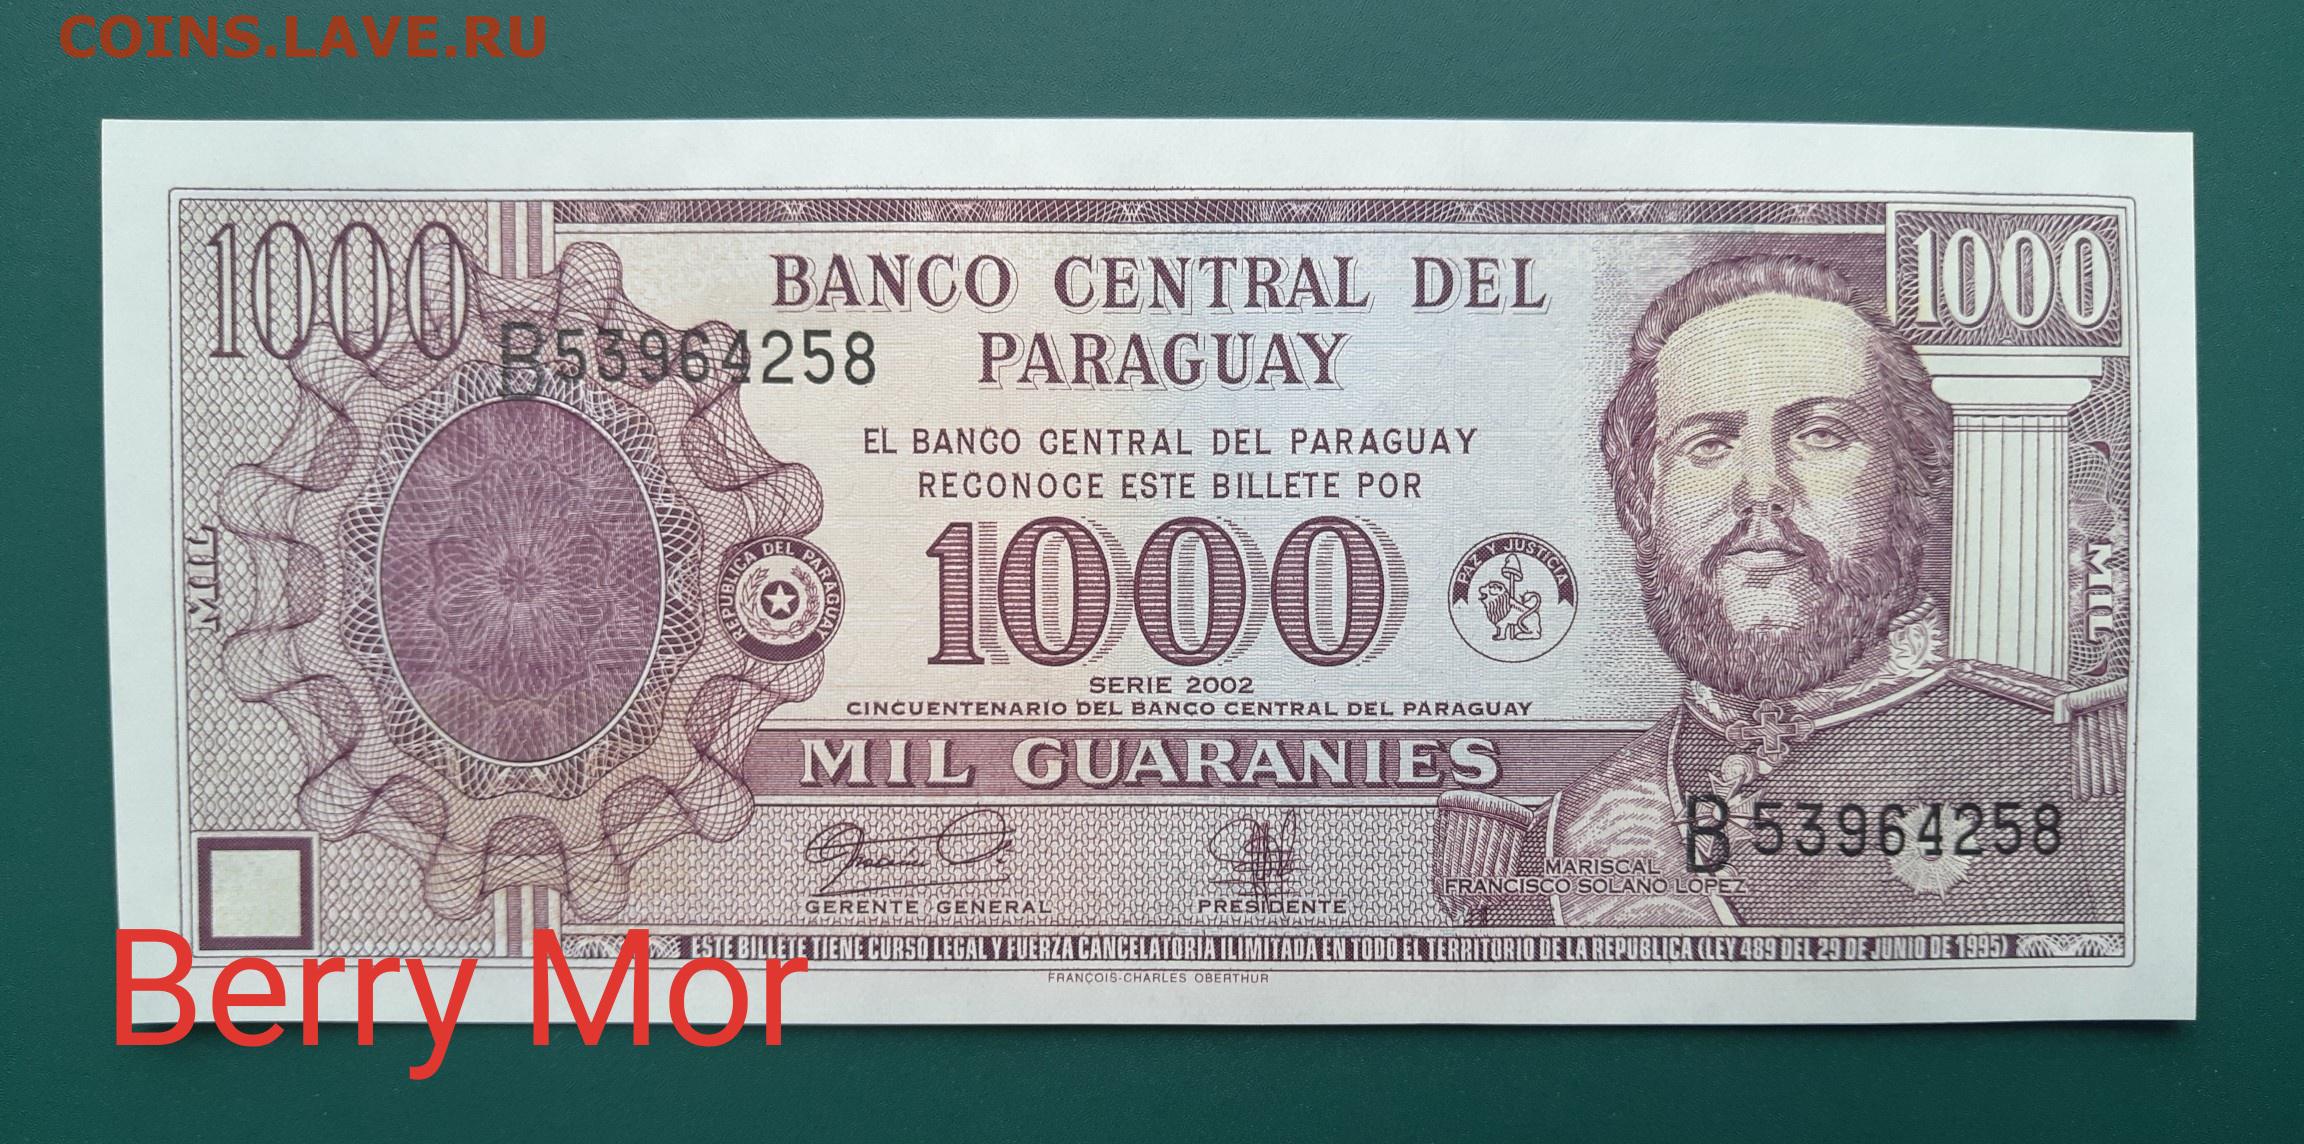 COINS.LAVE.RU
1000
1000
BANCO CENTRAL DEL
PARAGUAY
B53964258
EL BANCO CENTRAL DEL PARAGUAY
RECONOCE ESTE BILLETE POR
1000
MIL
MIL
REPUBLICA DEL PARAGUAY
PAZ Y JUSTICIA
SERIE 2002
CINCUENTENARIO DEL BANCO CENTRAL DEL PARAGUAY
MIL GUARANIES
B53964258
MARISCAL
FRANCISCO SOLANO LOPEZ
GERENTE GENERAL
PRESIDENTE
ESTE BILLETE TIENE CURSO LEGAL Y FUERZA CANCELATORIA ILIMITADA EN TODO EL TERRITORIO DE LA REPUBLICA (LEY 489 DEL 29 DE JUNIO DE 1995)
FRANÇOIS-CHARLES OBERTHUR
Berry Mor